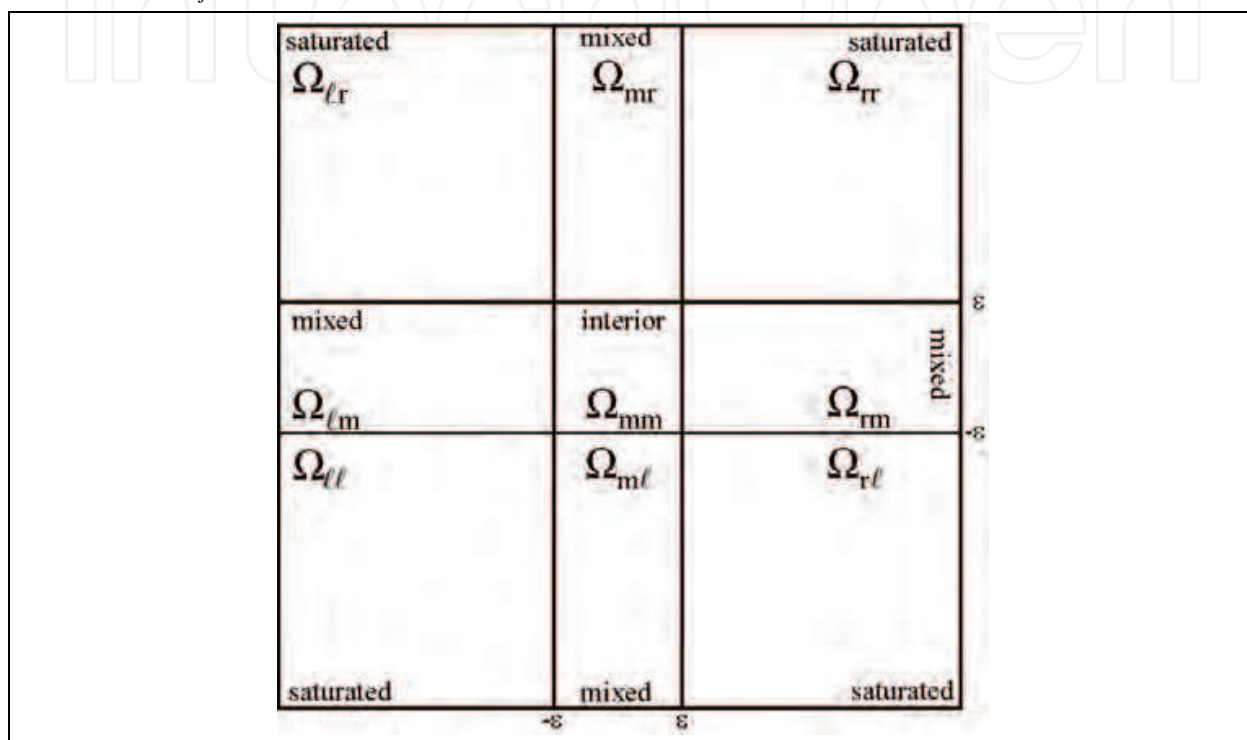 saturated mixed saturated
Ωℓr Ωmr Ωrr
ε
mixed interior mixed
Ωℓm Ωmm Ωrm
-ε
Ωℓℓ Ωmℓ Ωrℓ
saturated mixed saturated
-ε ε